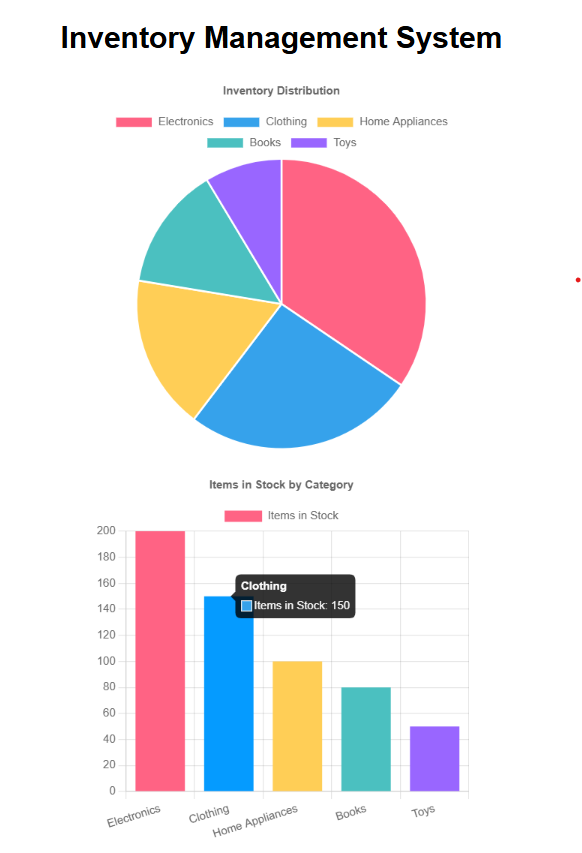 Inventory Management System
Inventory Distribution
Electronics Clothing Home Appliances
Books Toys
Items in Stock by Category
Items in Stock
200
180
160
140
120
100
80
60
40
20
0
Clothing
Items in Stock: 150
Electronics Clothing Home Appliances Books Toys